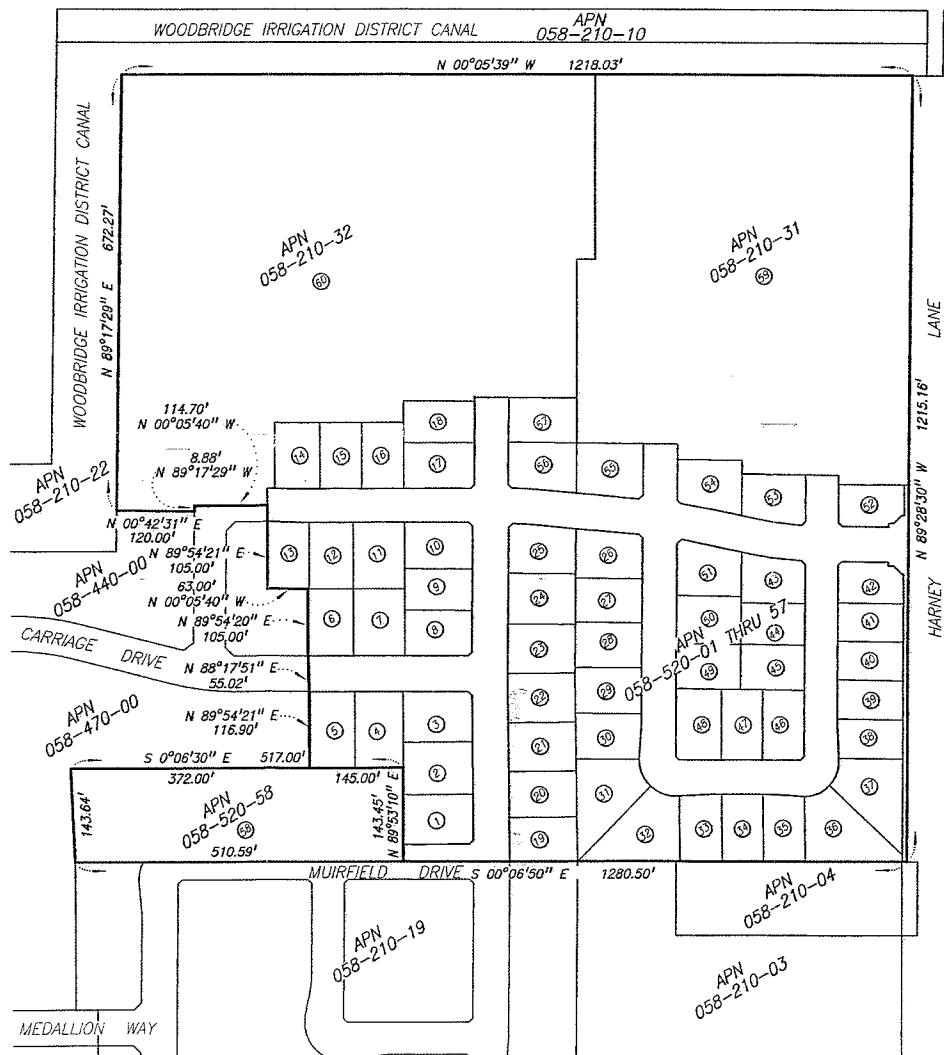 WOODBRIDGE IRRIGATION DISTRICT CANAL
APN
058-210-10
N 00°05'39" W 1218.03'
WOODBRIDGE IRRIGATION DISTRICT CANAL
N 89°17'29" E 672.27'
APN
058-210-32
60
APN
058-210-31
59
HARNEY LANE
N 89°28'30" W 1215.16'
114.70'
N 00°05'40" W
8.88'
N 89°17'29" W
18
57
14
15
16
17
56
55
54
53
52
APN
058-210-22
N 00°42'31" E
120.00'
N 89°54'21" E
105.00'
63.00'
N 00°05'40" W
N 89°54'20" E
105.00'
APN
058-440-00
13
12
11
10
9
6
7
8
25
26
24
27
23
28
51
43
50
44
49
45
APN
058-520-01 THRU 57
42
41
40
39
38
37
CARRIAGE DRIVE
N 88°17'51" E
55.02'
N 89°54'21" E
116.90'
APN
058-470-00
5
4
3
2
1
22
29
21
30
20
31
19
48
47
46
32
33
34
35
36
S 0°06'30" E 517.00'
372.00'
145.00'
143.64'
APN
058-520-58
58
143.45'
N 89°53'10" E
510.59'
MUIRFIELD DRIVE
S 00°06'50" E 1280.50'
APN
058-210-04
APN
058-210-19
APN
058-210-03
MEDALLION WAY